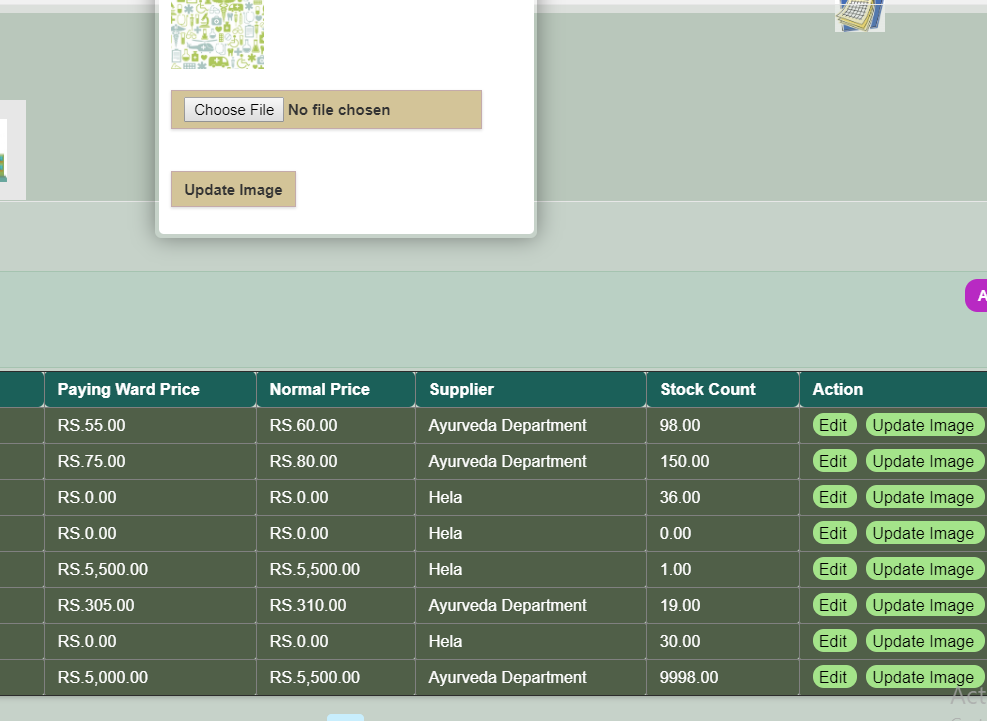 Choose File No file chosen
Update Image
A
Paying Ward Price Normal Price Supplier Stock Count Action
RS.55.00 RS.60.00 Ayurveda Department 98.00 Edit Update Image
RS.75.00 RS.80.00 Ayurveda Department 150.00 Edit Update Image
RS.0.00 RS.0.00 Hela 36.00 Edit Update Image
RS.0.00 RS.0.00 Hela 0.00 Edit Update Image
RS.5,500.00 RS.5,500.00 Hela 1.00 Edit Update Image
RS.305.00 RS.310.00 Ayurveda Department 19.00 Edit Update Image
RS.0.00 RS.0.00 Hela 30.00 Edit Update Image
RS.5,000.00 RS.5,500.00 Ayurveda Department 9998.00 Edit Update Image
Act